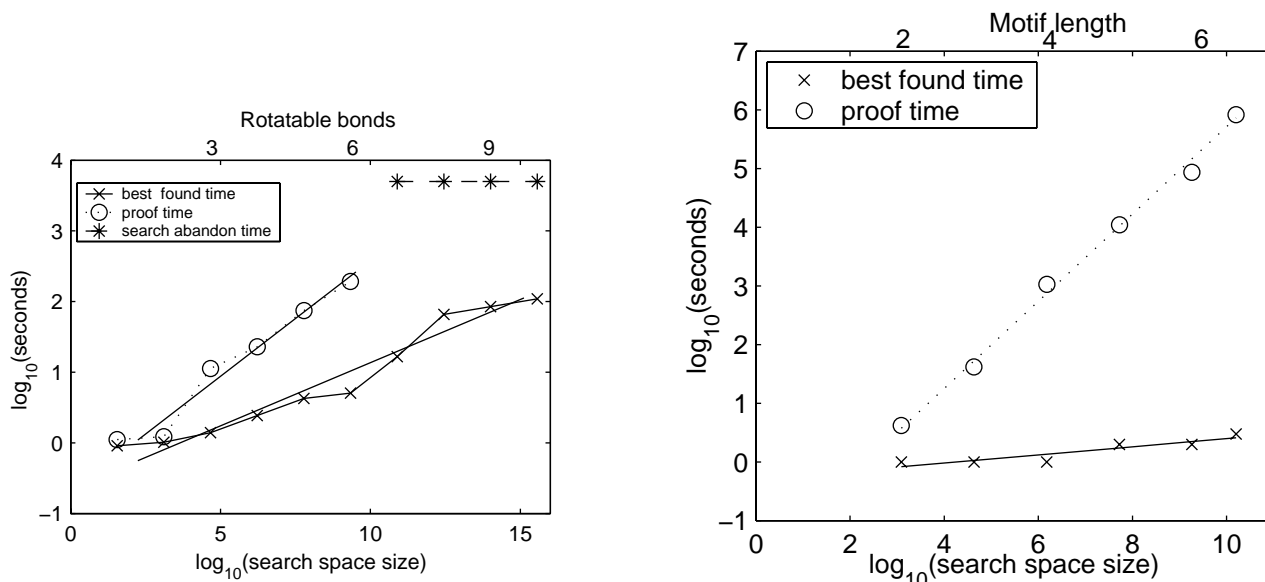 Rotatable bonds
3 6 9
4
3
2
1
0
−1
best found time
proof time
search abandon time
log10(seconds)
0 5 10 15
log10(search space size)
Motif length
2 4 6
7
6
5
4
3
2
1
0
−1
best found time
proof time
log10(seconds)
0 2 4 6 8 10
log10(search space size)